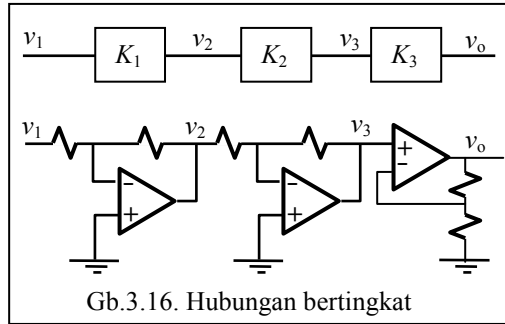 v1 K1 v2 K2 v3 K3 vo
v1 v2 v3 vo
+
−
−
+
−
+
Gb.3.16. Hubungan bertingkat